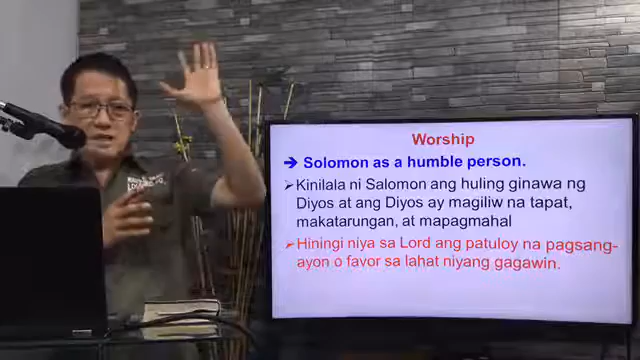 Worship
➔ Solomon as a humble person.
➢Kinilala ni Salomon ang huling ginawa ng
Diyos at ang Diyos ay magiliw na tapat,
makatarungan, at mapagmahal
➢Hiningi niya sa Lord ang patuloy na pagsang-
ayon o favor sa lahat niyang gagawin.